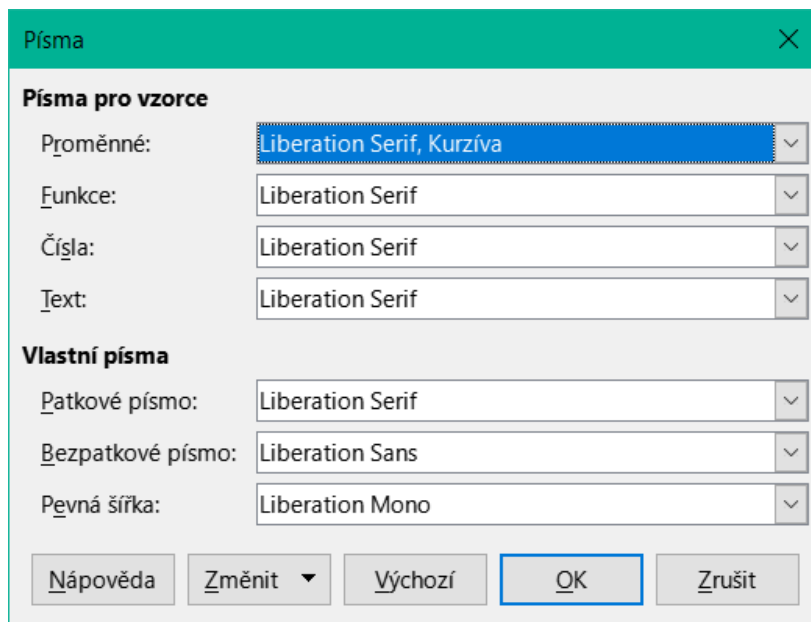 Písma
Písma pro vzorce
Proměnné: Liberation Serif, Kurzíva
Funkce: Liberation Serif
Čísla: Liberation Serif
Text: Liberation Serif
Vlastní písma
Patkové písmo: Liberation Serif
Bezpatkové písmo: Liberation Sans
Pevná šířka: Liberation Mono
Nápověda Změnit Výchozí OK Zrušit